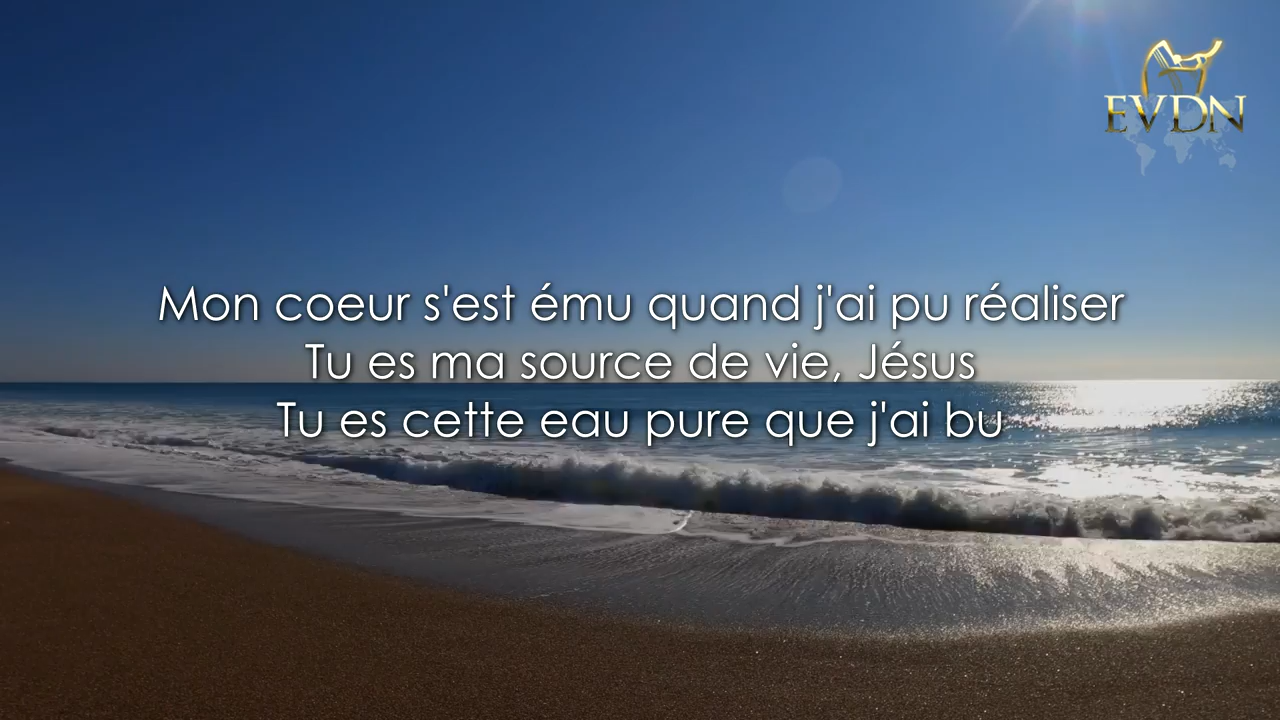 EVDN
Mon coeur s'est ému quand j'ai pu réaliser
Tu es ma source de vie, Jésus
Tu es cette eau pure que j'ai bu